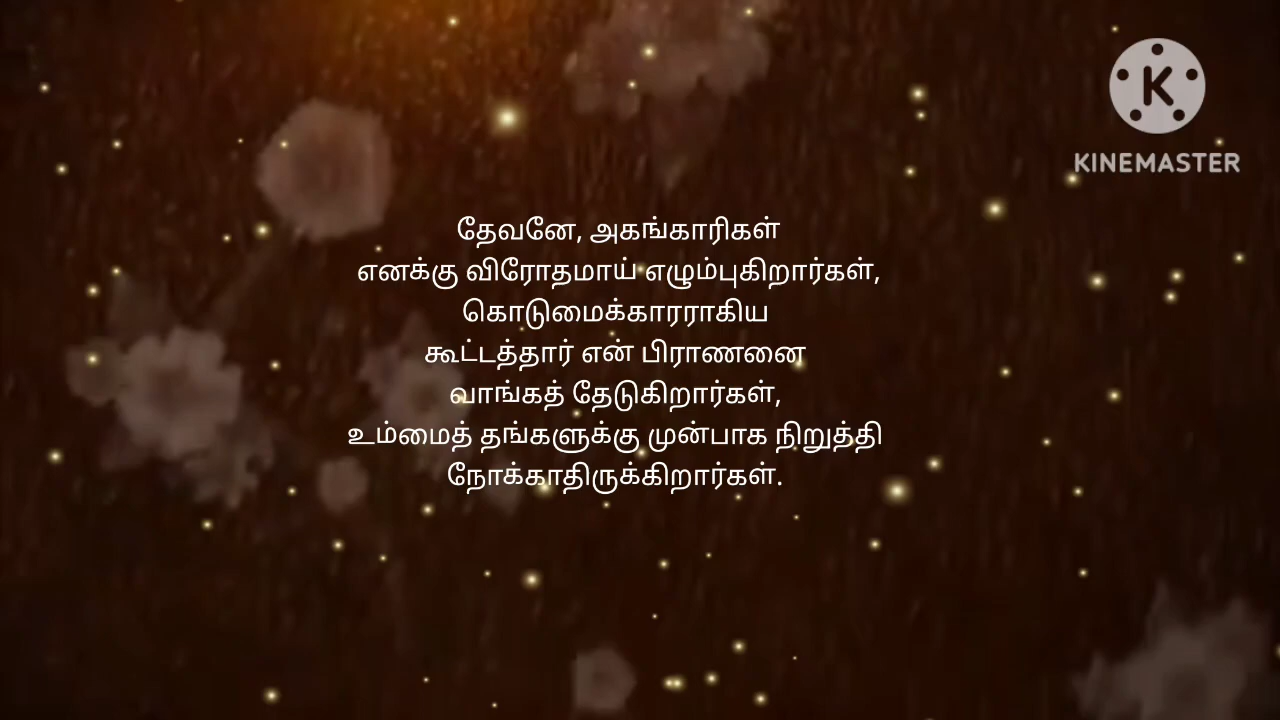 KINEMASTER
தேவனே, அகங்காரிகள்
எனக்கு விரோதமாய் எழும்புகிறார்கள்,
கொடுமைக்காரராகிய
கூட்டத்தார் என் பிராணனை
வாங்கத் தேடுகிறார்கள்,
உம்மைத் தங்களுக்கு முன்பாக நிறுத்தி
நோக்காதிருக்கிறார்கள்.